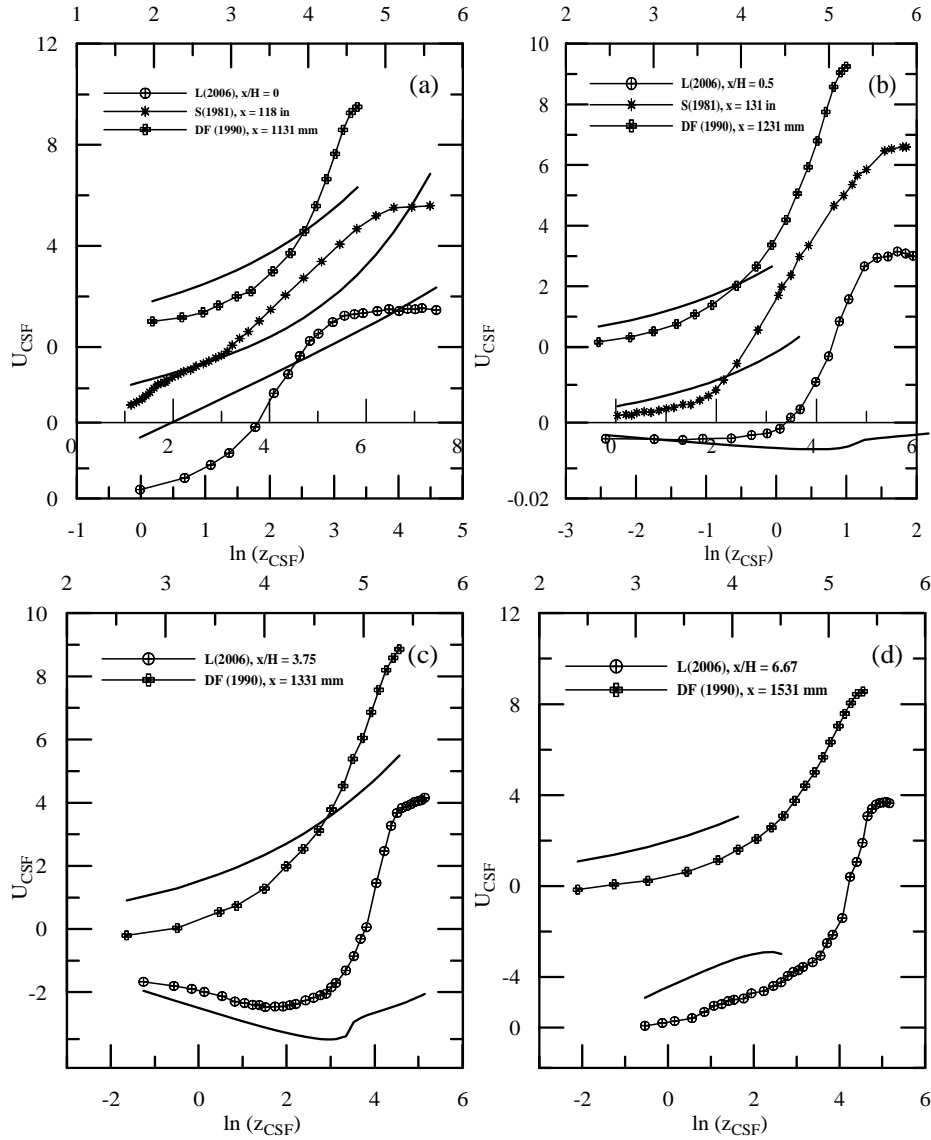 1 2 3 4 5 6 7
12
8
4
0
0
0
U_CSF
(a)
L(2006), x/H = 0
S(1981), x = 118 in
DF (1990), x = 1131 mm
0 2 4 6 8
-1 0 1 2 3 4 5
ln (z_CSF)
0 1 2 3 4 5 6
10
8
6
4
2
0
0
-0.02
U_CSF
(b)
L(2006), x/H = 0.5
S(1981), x = 131 in
DF (1990), x = 1231 mm
0 2 4 6
-3 -2 -1 0 1 2
ln (z_CSF)
2 3 4 5 6
10
8
6
4
2
0
-2
U_CSF
(c)
L(2006), x/H = 3.75
DF (1990), x = 1331 mm
-2 0 2 4 6
ln (z_CSF)
2 3 4 5 6
12
8
4
0
-4
0
U_CSF
(d)
L(2006), x/H = 6.67
DF (1990), x = 1531 mm
-2 0 2 4 6
ln (z_CSF)